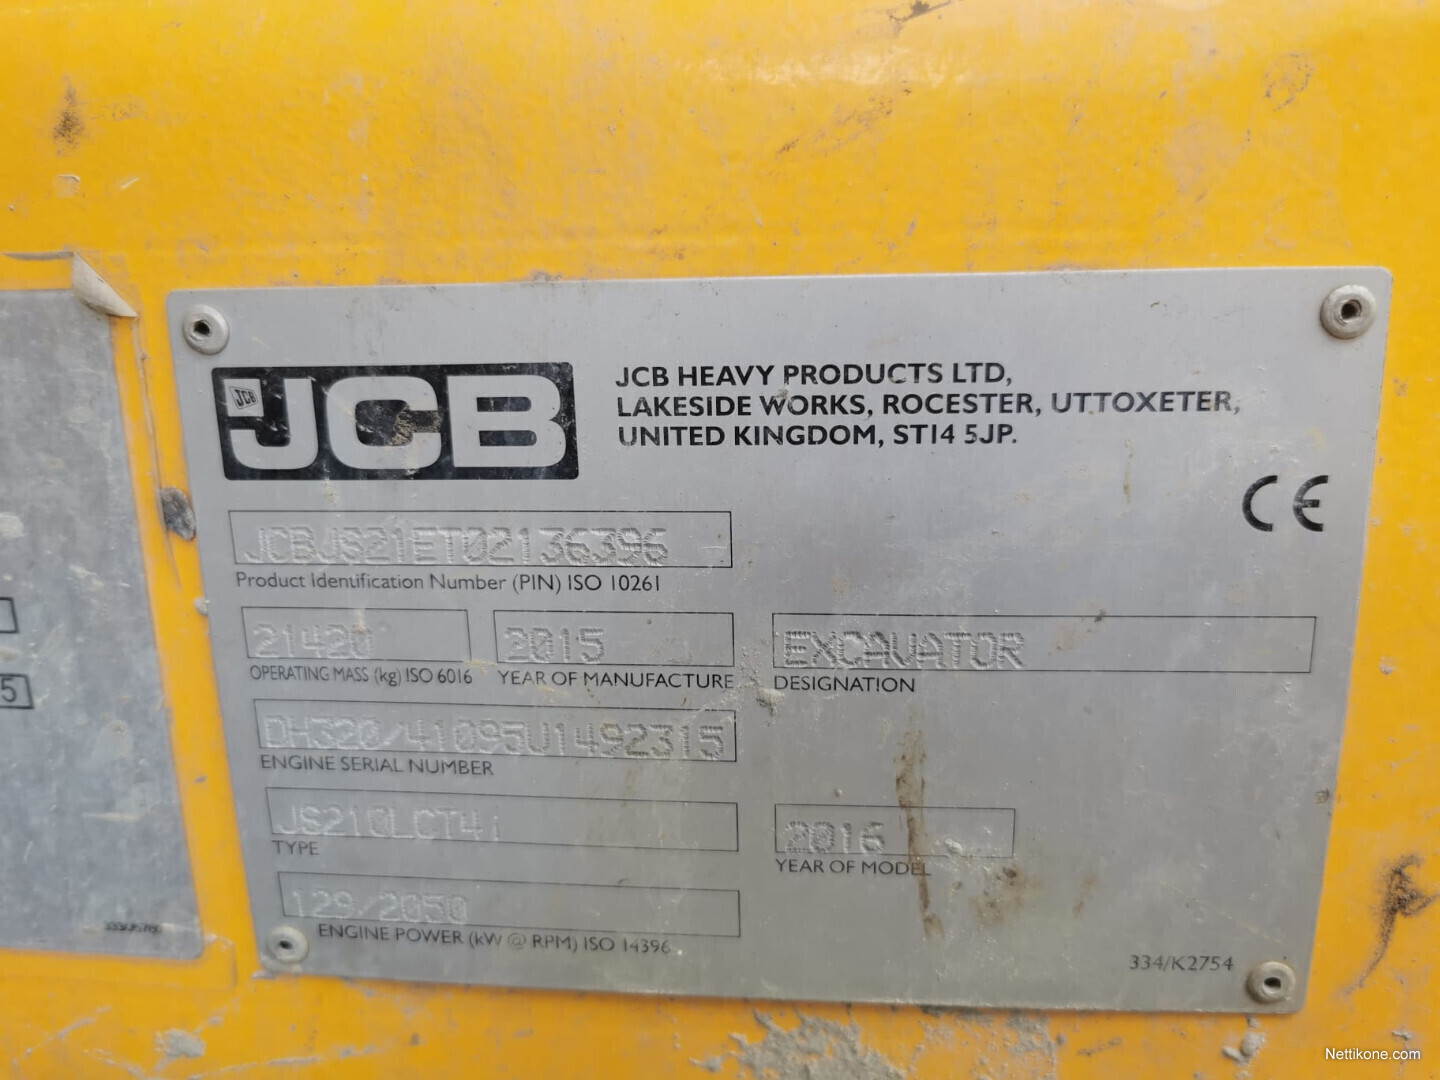 JCB
JCB
JCB HEAVY PRODUCTS LTD,
LAKESIDE WORKS, ROCESTER, UTTOXETER,
UNITED KINGDOM, ST14 5JP.
CE
JCBJS21ET02136396
Product Identification Number (PIN) ISO 10261
21420
OPERATING MASS (kg) ISO 6016
2015
YEAR OF MANUFACTURE
EXCAVATOR
DESIGNATION
DH320/41095U1492315
ENGINE SERIAL NUMBER
JS210LCT4i
TYPE
2016
YEAR OF MODEL
129/2050
ENGINE POWER (kW @ RPM) ISO 14396
334/K2754
5
Nettikone.com